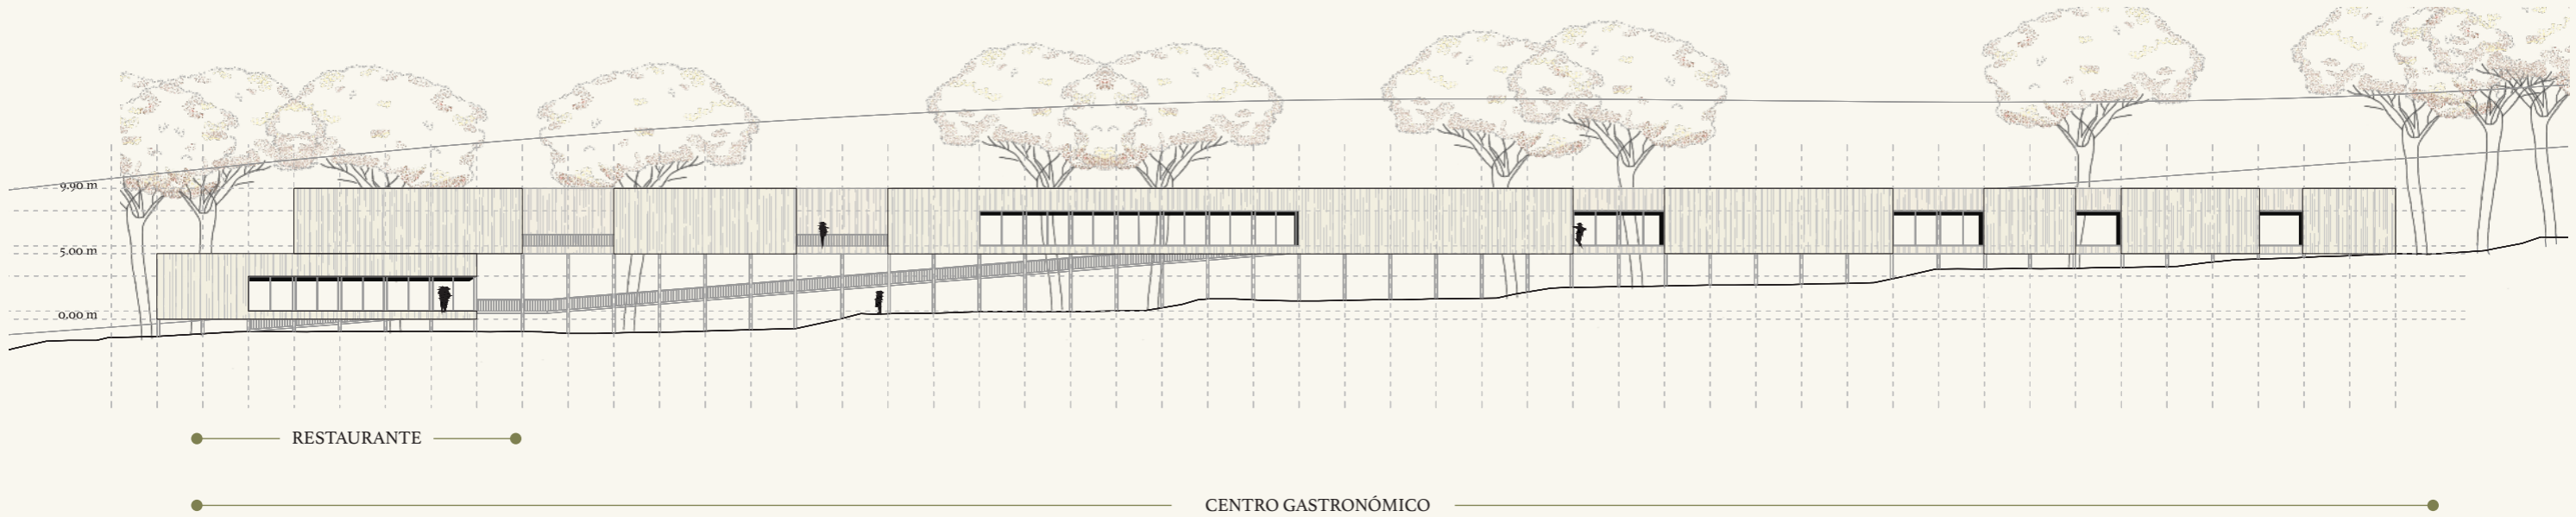 9.90 m
5.00 m
0.00 m
RESTAURANTE
CENTRO GASTRONÓMICO